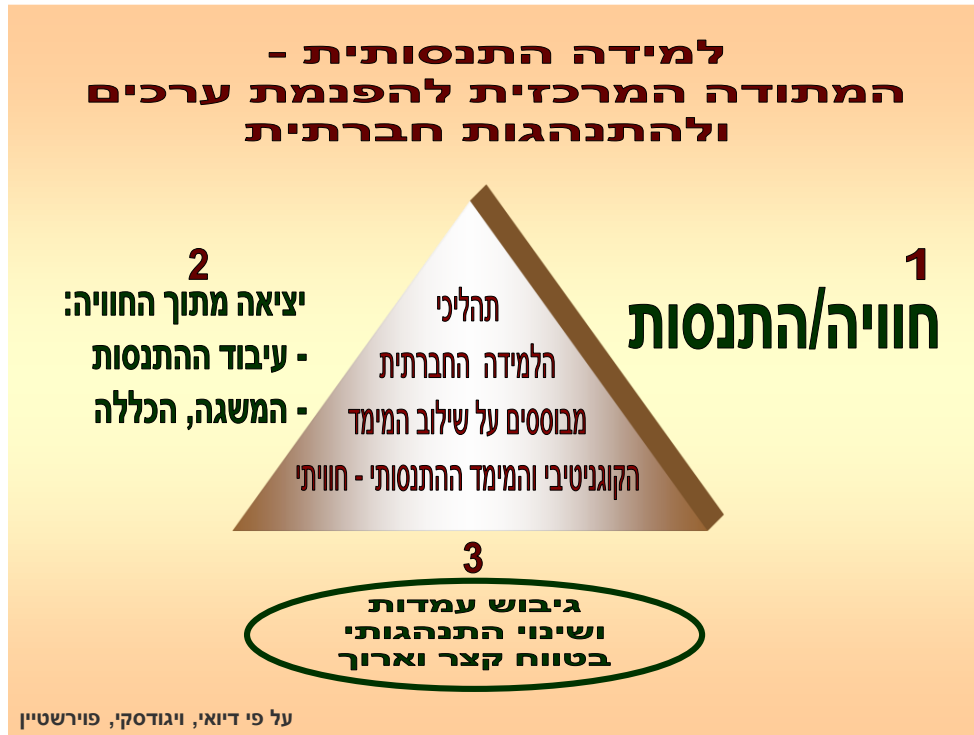 למידה התנסותית -
המתודה המרכזית להפנמת ערכים
ולהתנהגות חברתית
1
חוויה/התנסות
2
יציאה מתוך החוויה:
- עיבוד ההתנסות
- המשגה, הכללה
תהליכי
הלמידה החברתית
מבוססים על שילוב המימד
הקוגניטיבי והמימד ההתנסותי - חוויתי
3
גיבוש עמדות
ושינוי התנהגותי
בטווח קצר וארוך
על פי דיואי, ויגודסקי, פוירשטיין